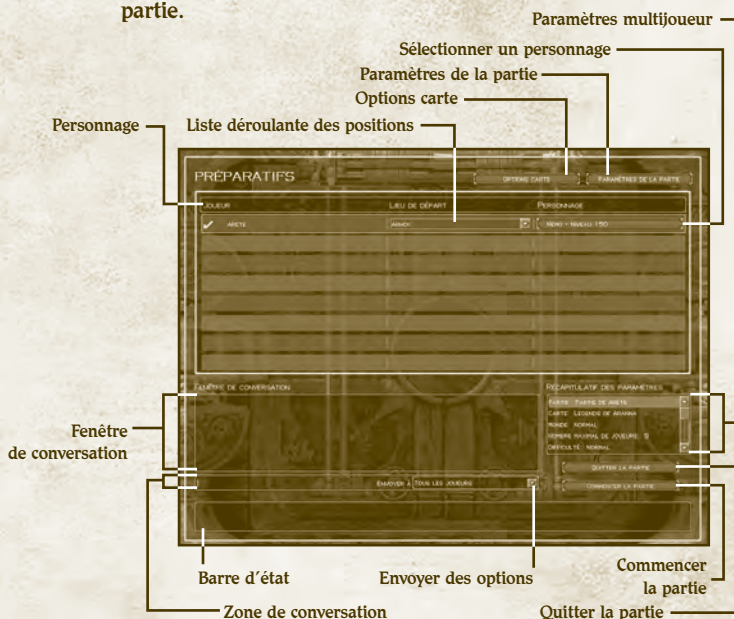 partie.
Paramètres multijoueur
Sélectionner un personnage
Paramètres de la partie
Options carte
Personnage
Liste déroulante des positions
PRÉPARATIFS
OPTIONS CARTE
PARAMÈTRES DE LA PARTIE
JOUEUR
LIEU DE DÉPART
PERSONNAGE
ARETE
NIVEAU 150
FENÊTRE DE CONVERSATION
RÉCAPITULATIF DES PARAMÈTRES
PARTIE : PARTIE DE ARETE
CARTE : LEGENDS OF ARANNA
MONDE : NORMAL
NOMBRE MAXIMAL DE JOUEURS : 
DIFFICULTÉ : NORMAL
Fenêtre
de conversation
QUITTER LA PARTIE
ENVOYER À TOUS LES JOUEURS
COMMENCER LA PARTIE
Barre d'état
Envoyer des options
Commencer
la partie
Zone de conversation
Quitter la partie